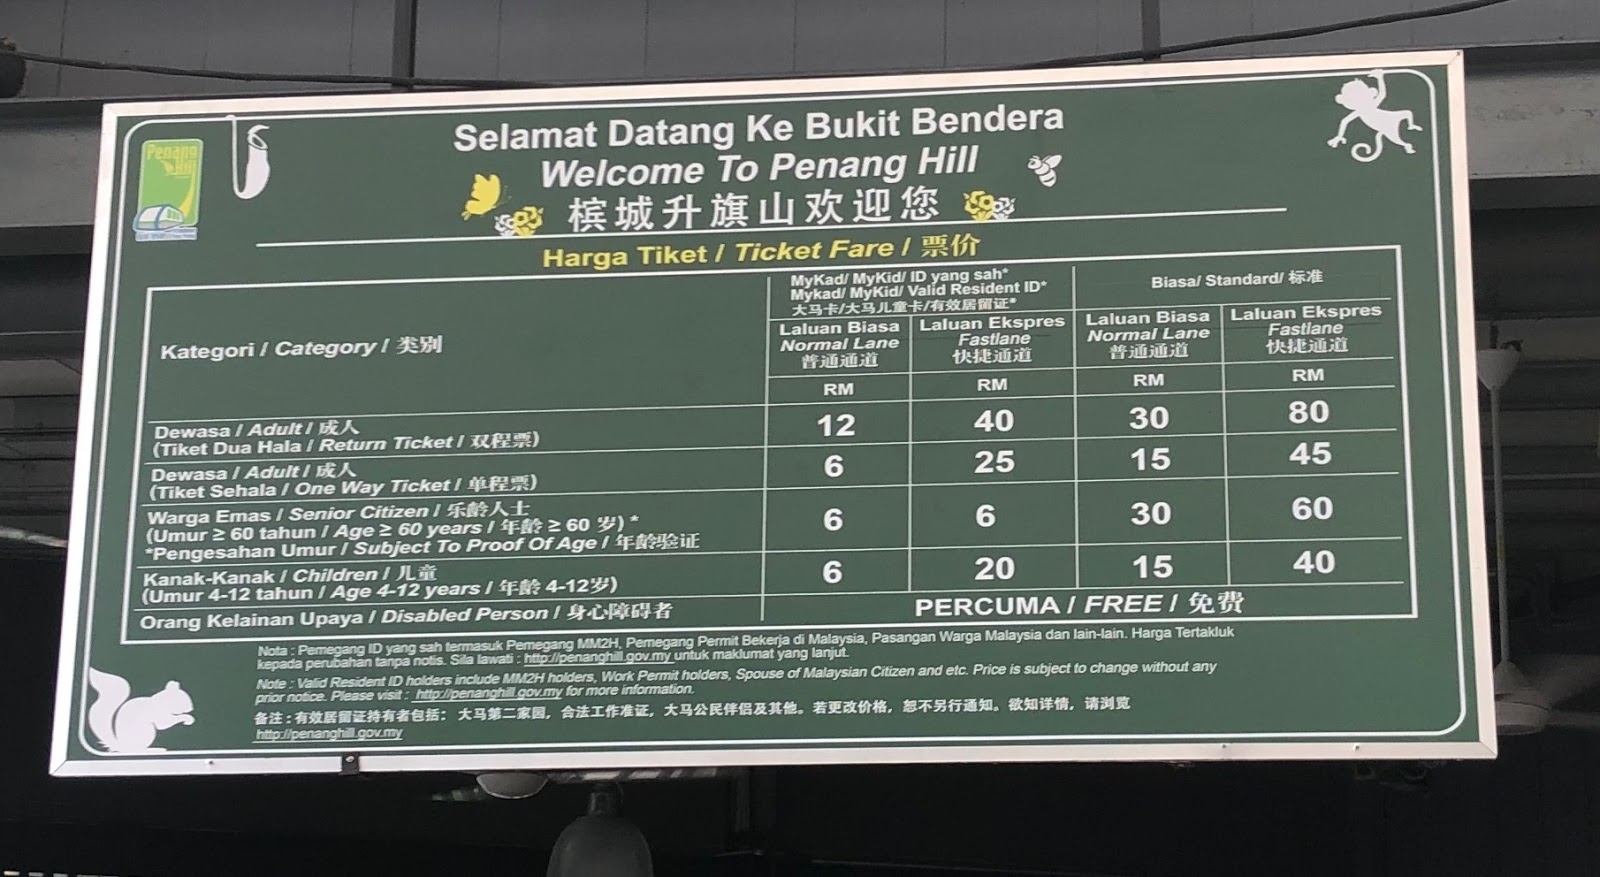 Penang
Hill
Selamat Datang Ke Bukit Bendera
Welcome To Penang Hill
槟城升旗山欢迎您
Harga Tiket / Ticket Fare / 票价
Kategori / Category / 类别
MyKad/ MyKid/ ID yang sah*
Mykad/ MyKid/ Valid Resident ID*
大马卡/大马儿童卡/有效居留证*
Biasa/ Standard/ 标准
Laluan Biasa
Normal Lane
普通通道
Laluan Ekspres
Fastlane
快捷通道
Laluan Biasa
Normal Lane
普通通道
Laluan Ekspres
Fastlane
快捷通道
RM RM RM RM
Dewasa / Adult / 成人
(Tiket Dua Hala / Return Ticket / 双程票)
12 40 30 80
Dewasa / Adult / 成人
(Tiket Sehala / One Way Ticket / 单程票)
6 25 15 45
Warga Emas / Senior Citizen / 乐龄人士
(Umur ≥ 60 tahun / Age ≥ 60 years / 年龄 ≥ 60 岁) *
*Pengesahan Umur / Subject To Proof Of Age / 年龄验证
6 6 30 60
Kanak-Kanak / Children / 儿童
(Umur 4-12 tahun / Age 4-12 years / 年龄 4-12岁)
6 20 15 40
Orang Kelainan Upaya / Disabled Person / 身心障碍者
PERCUMA / FREE / 免费
Nota : Pemegang ID yang sah termasuk Pemegang MM2H, Pemegang Permit Bekerja di Malaysia, Pasangan Warga Malaysia dan lain-lain. Harga Tertakluk
kepada perubahan tanpa notis. Sila lawati : http://penanghill.gov.my untuk maklumat yang lanjut.
Note : Valid Resident ID holders include MM2H holders, Work Permit holders, Spouse of Malaysian Citizen and etc. Price is subject to change without any
prior notice. Please visit : http://penanghill.gov.my for more information.
备注 : 有效居留证持有者包括： 大马第二家园，合法工作准证，大马公民伴侣及其他。若更改价格，恕不另行通知。欲知详情，请浏览
http://penanghill.gov.my